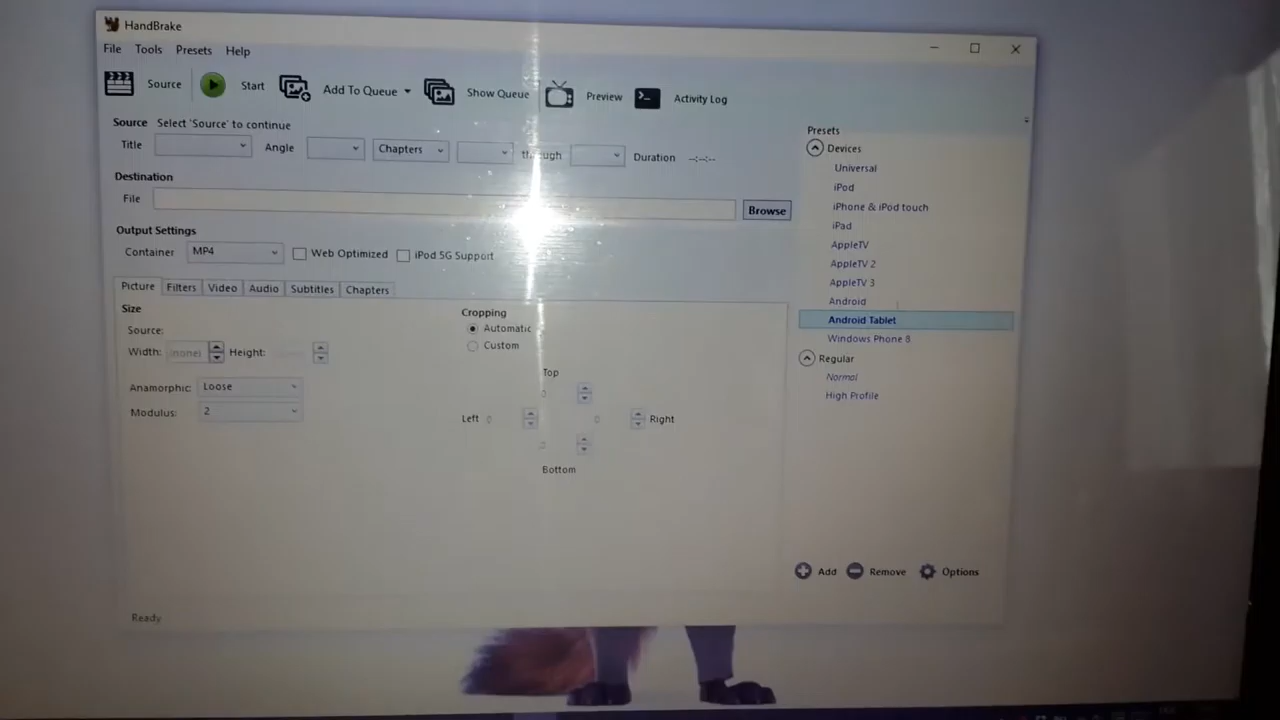 HandBrake
File Tools Presets Help
Source Start Add To Queue Show Queue Preview Activity Log
Source Select 'Source' to continue
Title Angle Chapters through Duration --:--:--
Destination
File Browse
Output Settings
Container MP4 Web Optimized iPod 5G Support
Picture Filters Video Audio Subtitles Chapters
Size
Source:
Width: (none) Height:
Anamorphic: Loose
Modulus: 2
Cropping
Automatic
Custom
Top
Left Right
Bottom
Presets
Devices
Universal
iPod
iPhone & iPod touch
iPad
AppleTV
AppleTV 2
AppleTV 3
Android
Android Tablet
Windows Phone 8
Regular
Normal
High Profile
Add Remove Options
Ready